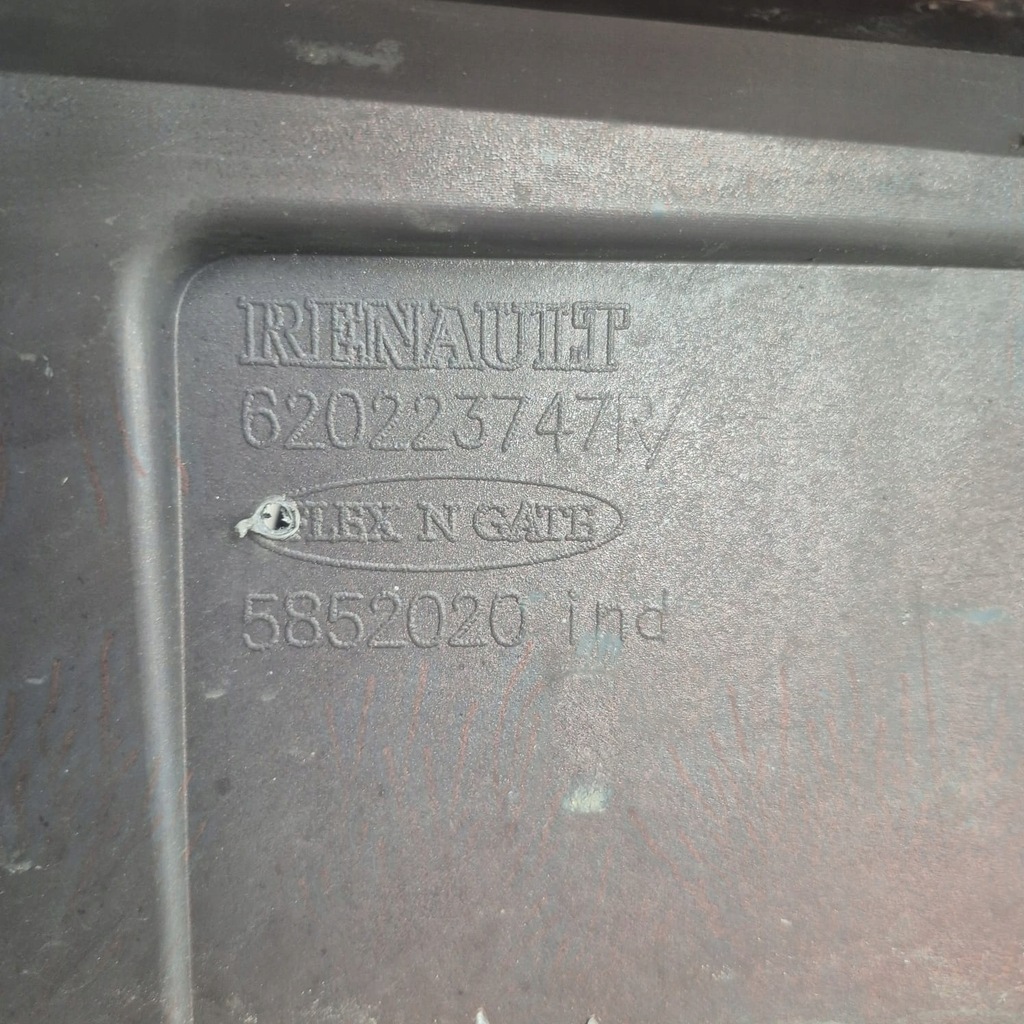 RENAULT
620223747R/
FLEX N GATE
5852020 ind